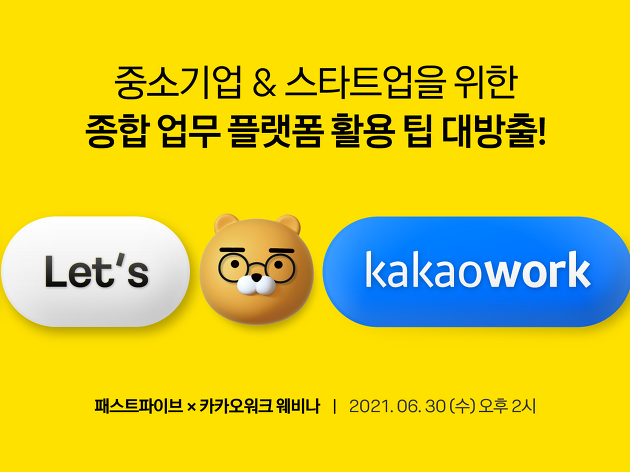 중소기업 & 스타트업을 위한
종합 업무 플랫폼 활용 팁 대방출!
Let's kakaowork
패스트파이브 × 카카오워크 웨비나 | 2021. 06. 30 (수) 오후 2시